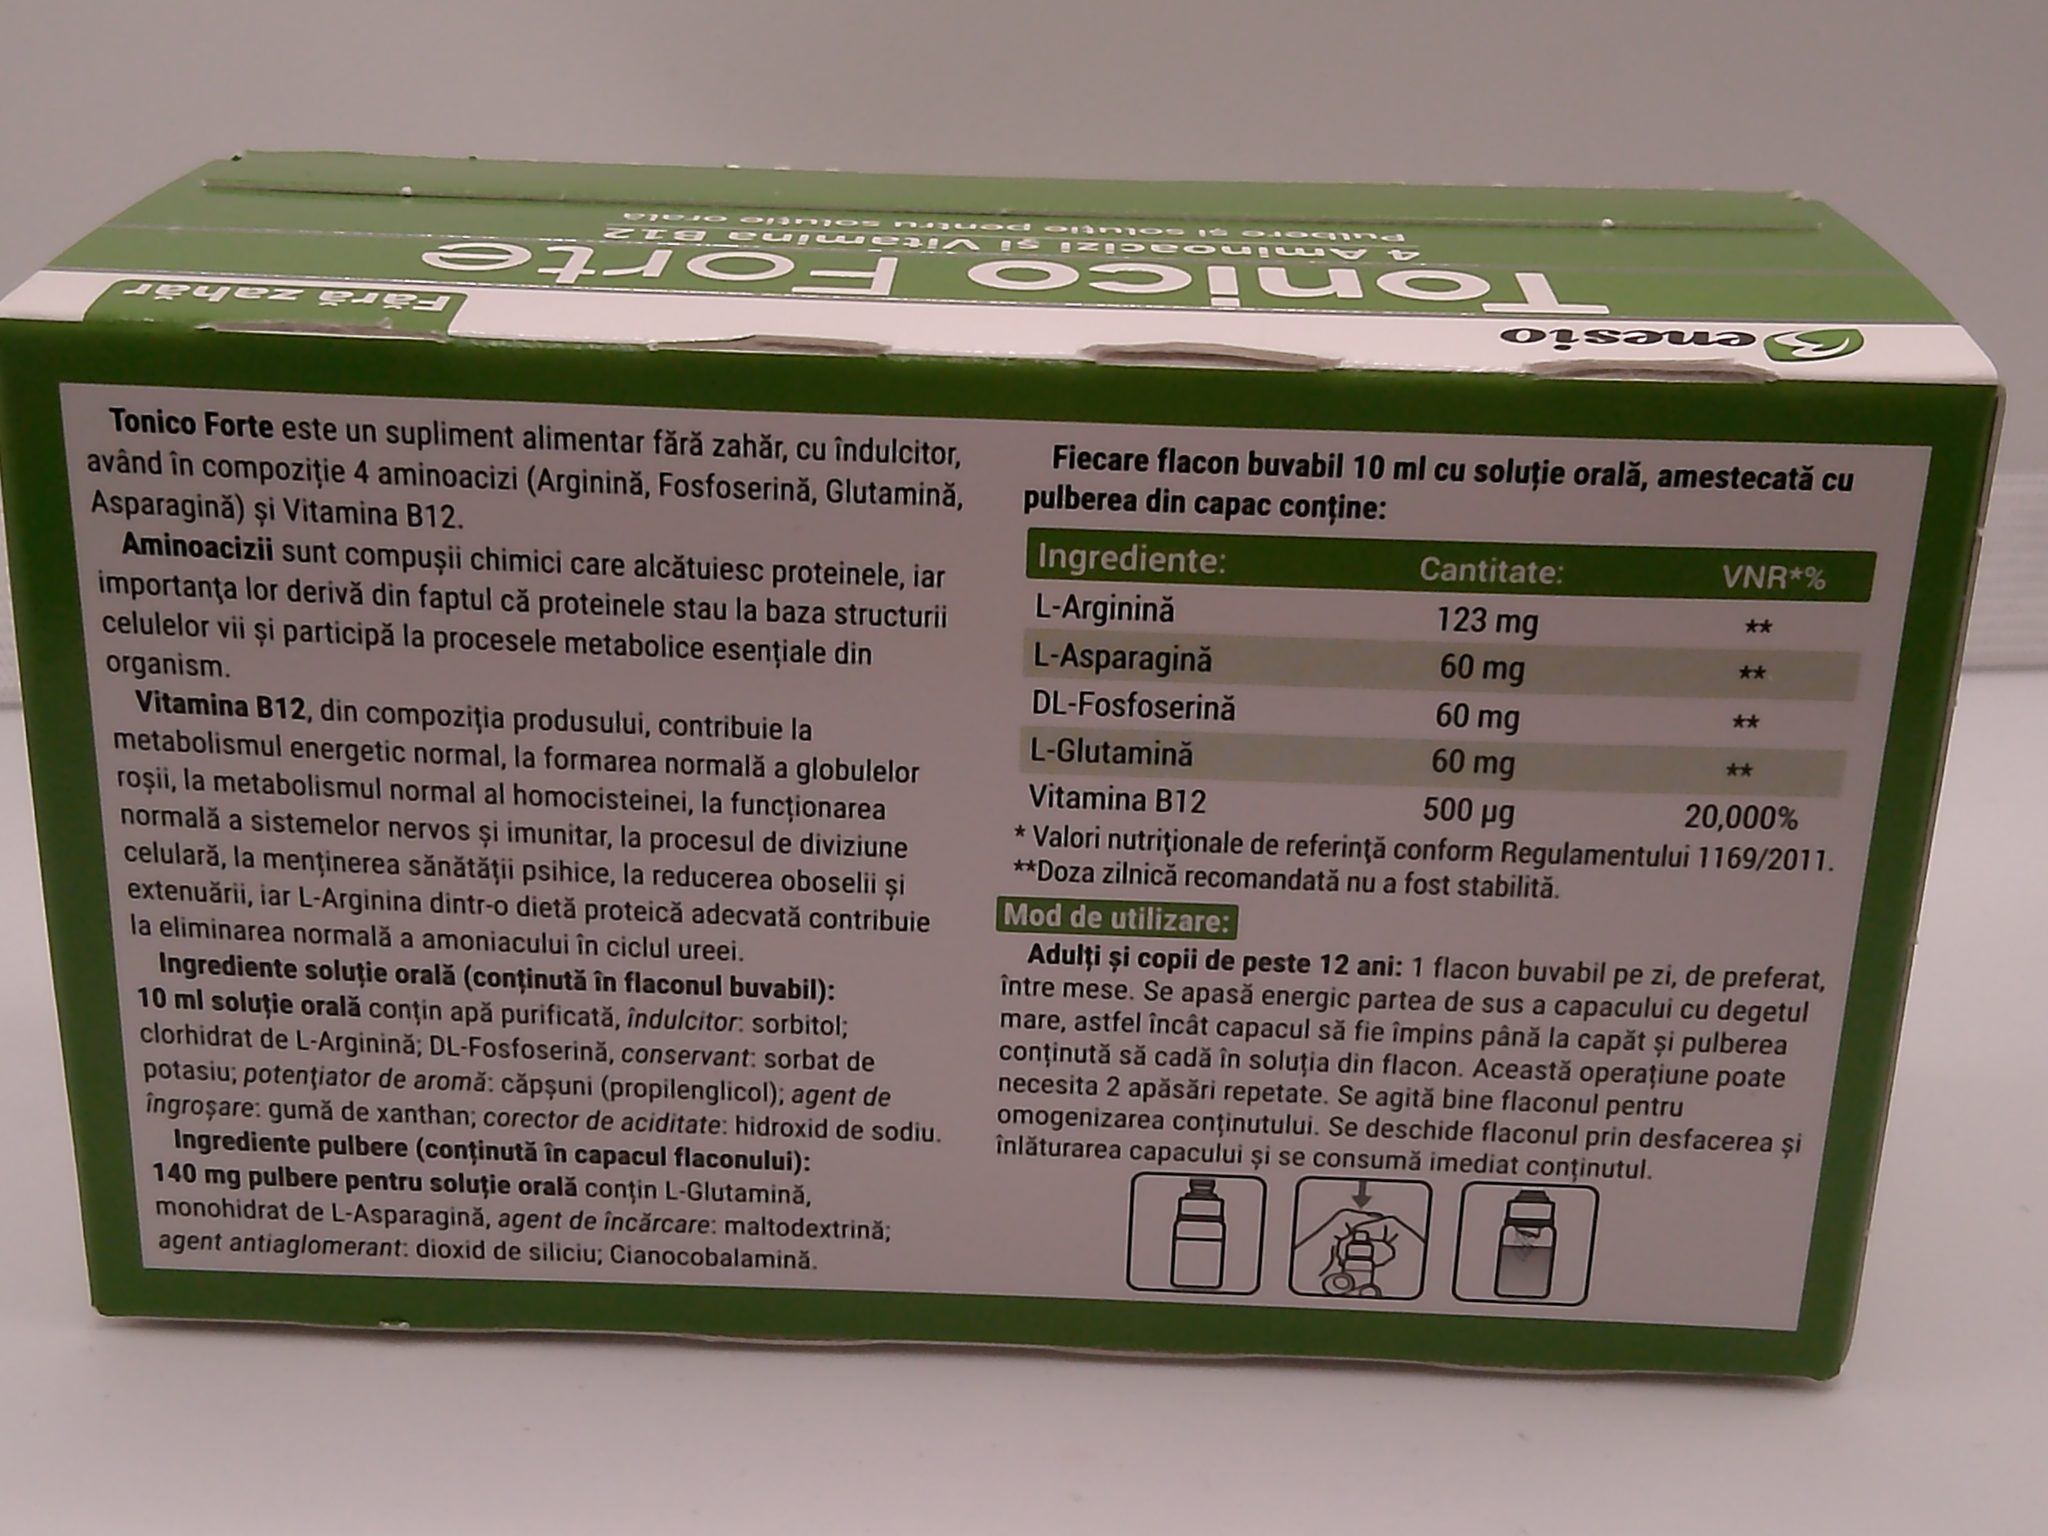 Pulbere și soluție pentru soluție orală
4 Aminoacizi și Vitamina B12
Tonico Forte
Fără zahăr
Benesio
Tonico Forte este un supliment alimentar fără zahăr, cu îndulcitor,
având în compoziție 4 aminoacizi (Arginină, Fosfoserină, Glutamină,
Asparagină) și Vitamina B12.
Aminoacizii sunt compușii chimici care alcătuiesc proteinele, iar
importanţa lor derivă din faptul că proteinele stau la baza structurii
celulelor vii și participă la procesele metabolice esențiale din
organism.
Vitamina B12, din compoziția produsului, contribuie la
metabolismul energetic normal, la formarea normală a globulelor
roșii, la metabolismul normal al homocisteinei, la funcționarea
normală a sistemelor nervos și imunitar, la procesul de diviziune
celulară, la menținerea sănătății psihice, la reducerea oboselii și
extenuării, iar L-Arginina dintr-o dietă proteică adecvată contribuie
la eliminarea normală a amoniacului în ciclul ureei.
Ingrediente soluție orală (conținută în flaconul buvabil):
10 ml soluție orală conțin apă purificată, îndulcitor: sorbitol;
clorhidrat de L-Arginină; DL-Fosfoserină, conservant: sorbat de
potasiu; potenţiator de aromă: căpșuni (propilenglicol); agent de
îngroșare: gumă de xanthan; corector de aciditate: hidroxid de sodiu.
Ingrediente pulbere (conținută în capacul flaconului):
140 mg pulbere pentru soluție orală conțin L-Glutamină,
monohidrat de L-Asparagină, agent de încărcare: maltodextrină;
agent antiaglomerant: dioxid de siliciu; Cianocobalamină.
Fiecare flacon buvabil 10 ml cu soluție orală, amestecată cu
pulberea din capac conține:
Ingrediente: Cantitate: VNR*%
L-Arginină 123 mg **
L-Asparagină 60 mg **
DL-Fosfoserină 60 mg **
L-Glutamină 60 mg **
Vitamina B12 500 µg 20,000%
* Valori nutriţionale de referinţă conform Regulamentului 1169/2011.
**Doza zilnică recomandată nu a fost stabilită.
Mod de utilizare:
Adulți și copii de peste 12 ani: 1 flacon buvabil pe zi, de preferat,
între mese. Se apasă energic partea de sus a capacului cu degetul
mare, astfel încât capacul să fie împins până la capăt și pulberea
conținută să cadă în soluția din flacon. Această operațiune poate
necesita 2 apăsări repetate. Se agită bine flaconul pentru
omogenizarea conținutului. Se deschide flaconul prin desfacerea și
înlăturarea capacului și se consumă imediat conținutul.